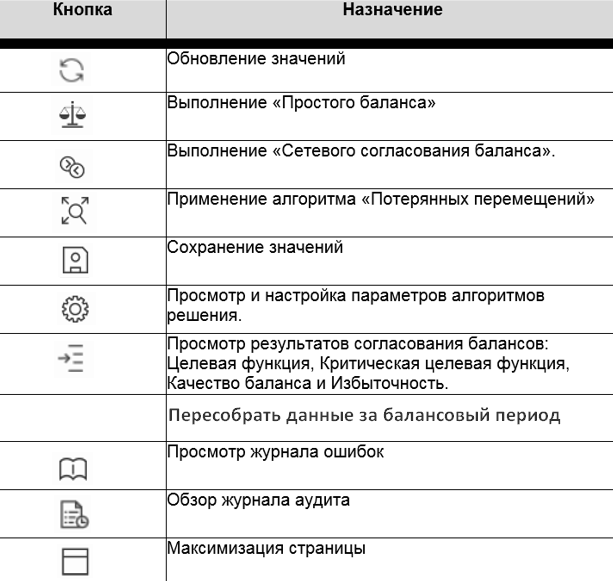 Кнопка Назначение
Обновление значений
Выполнение «Простого баланса»
Выполнение «Сетевого согласования баланса».
Применение алгоритма «Потерянных перемещений»
Сохранение значений
Просмотр и настройка параметров алгоритмов
решения.
Просмотр результатов согласования балансов:
Целевая функция, Критическая целевая функция,
Качество баланса и Избыточность.
Пересобрать данные за балансовый период
Просмотр журнала ошибок
Обзор журнала аудита
Максимизация страницы